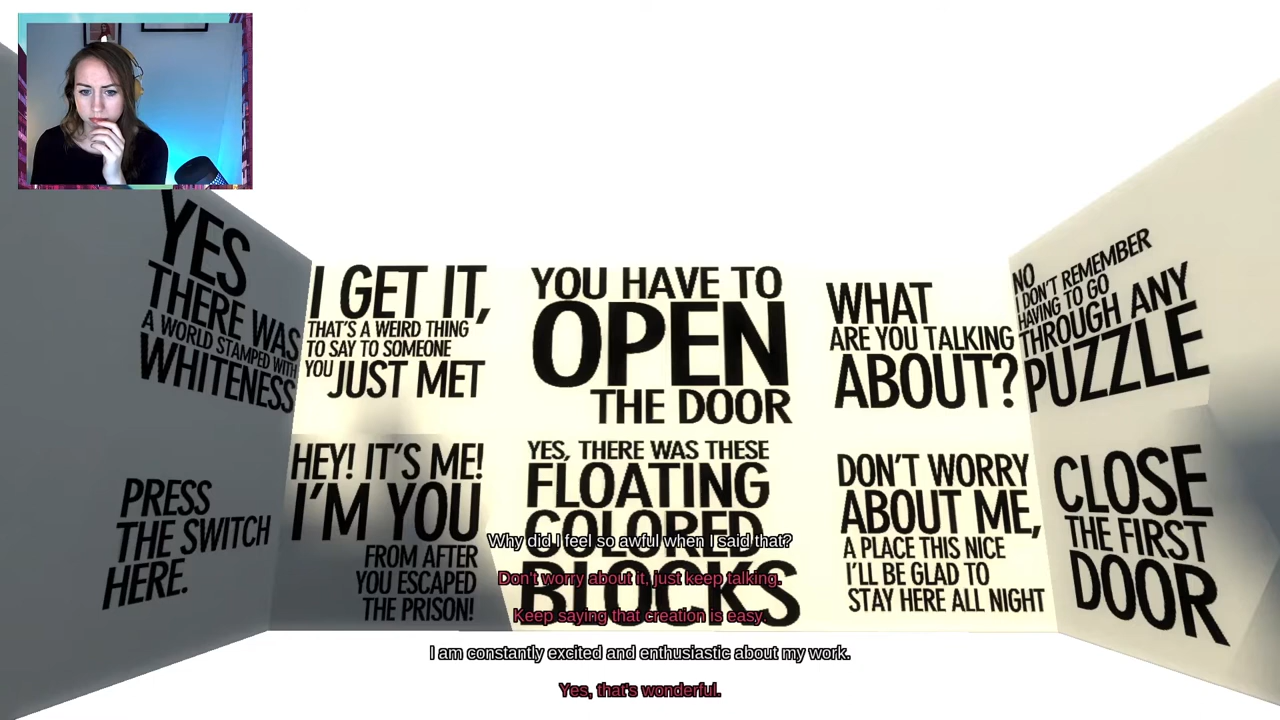 YES
THERE WAS
A WORLD STAMPED WITH
WHITENESS
I GET IT,
THAT'S A WEIRD THING
TO SAY TO SOMEONE
YOU JUST MET
YOU HAVE TO
OPEN
THE DOOR
WHAT
ARE YOU TALKING
ABOUT?
NO
I DON'T REMEMBER
HAVING TO GO
THROUGH ANY
PUZZLE
PRESS
THE SWITCH
HERE.
HEY! IT'S ME!
I'M YOU
FROM AFTER
YOU ESCAPED
THE PRISON!
YES, THERE WAS THESE
FLOATING
COLORED
BLOCKS
DON'T WORRY
ABOUT ME,
A PLACE THIS NICE
I'LL BE GLAD TO
STAY HERE ALL NIGHT
CLOSE
THE FIRST
DOOR
Why did I feel so awful when I said that?
Don't worry about it, just keep talking.
Keep saying that creation is easy.
I am constantly excited and enthusiastic about my work.
Yes, that's wonderful.